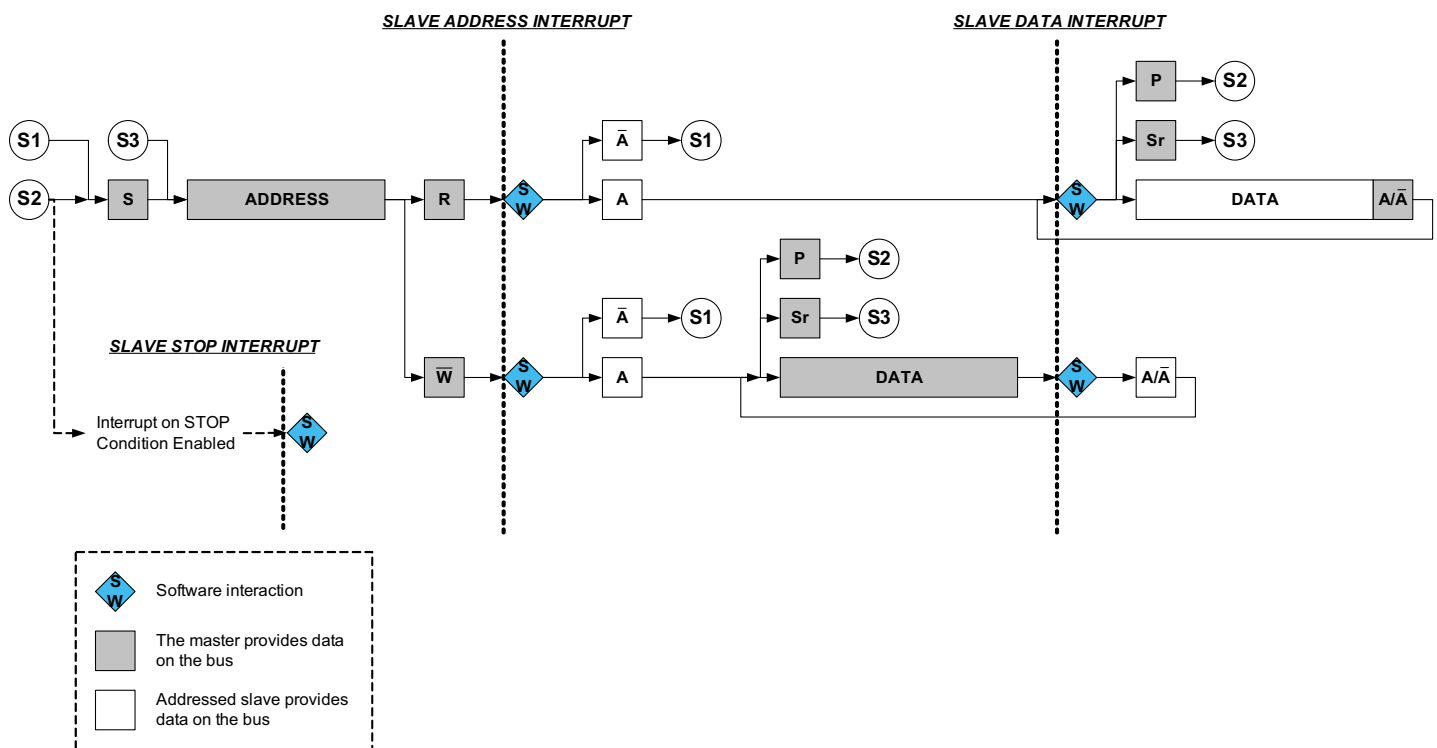 SLAVE ADDRESS INTERRUPT
SLAVE DATA INTERRUPT
P
S2
S1
S3
A̅
S1
Sr
S3
S2
S
ADDRESS
R
S
W
A
S
W
DATA
A/A̅
P
S2
A̅
S1
Sr
S3
SLAVE STOP INTERRUPT
W̅
S
W
A
DATA
S
W
A/A̅
Interrupt on STOP
Condition Enabled
S
W
S
W
Software interaction
The master provides data
on the bus
Addressed slave provides
data on the bus